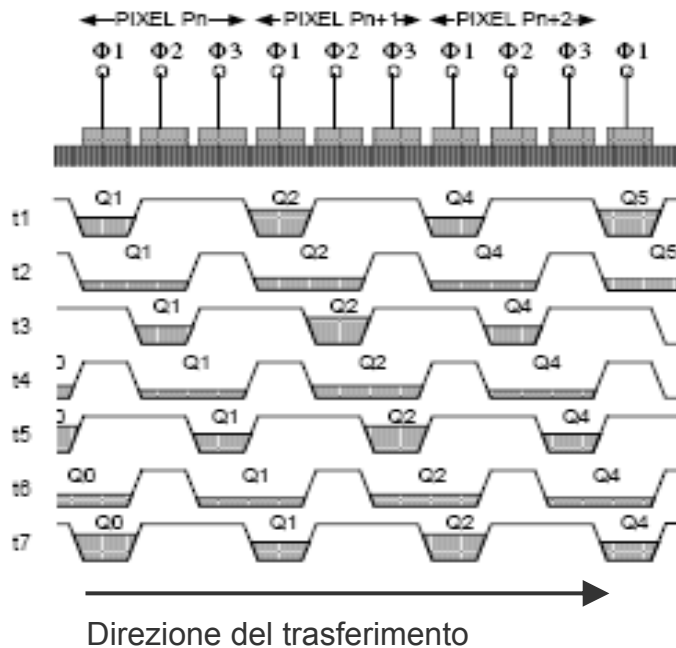 PIXEL Pn PIXEL Pn+1 PIXEL Pn+2
Φ1 Φ2 Φ3 Φ1 Φ2 Φ3 Φ1 Φ2 Φ3 Φ1
t1 Q1 Q2 Q4 Q5
t2 Q1 Q2 Q4 Q5
t3 Q1 Q2 Q4
t4 Q1 Q2 Q4
t5 Q1 Q2 Q4
t6 Q0 Q1 Q2 Q4
t7 Q0 Q1 Q2 Q4
Direzione del trasferimento